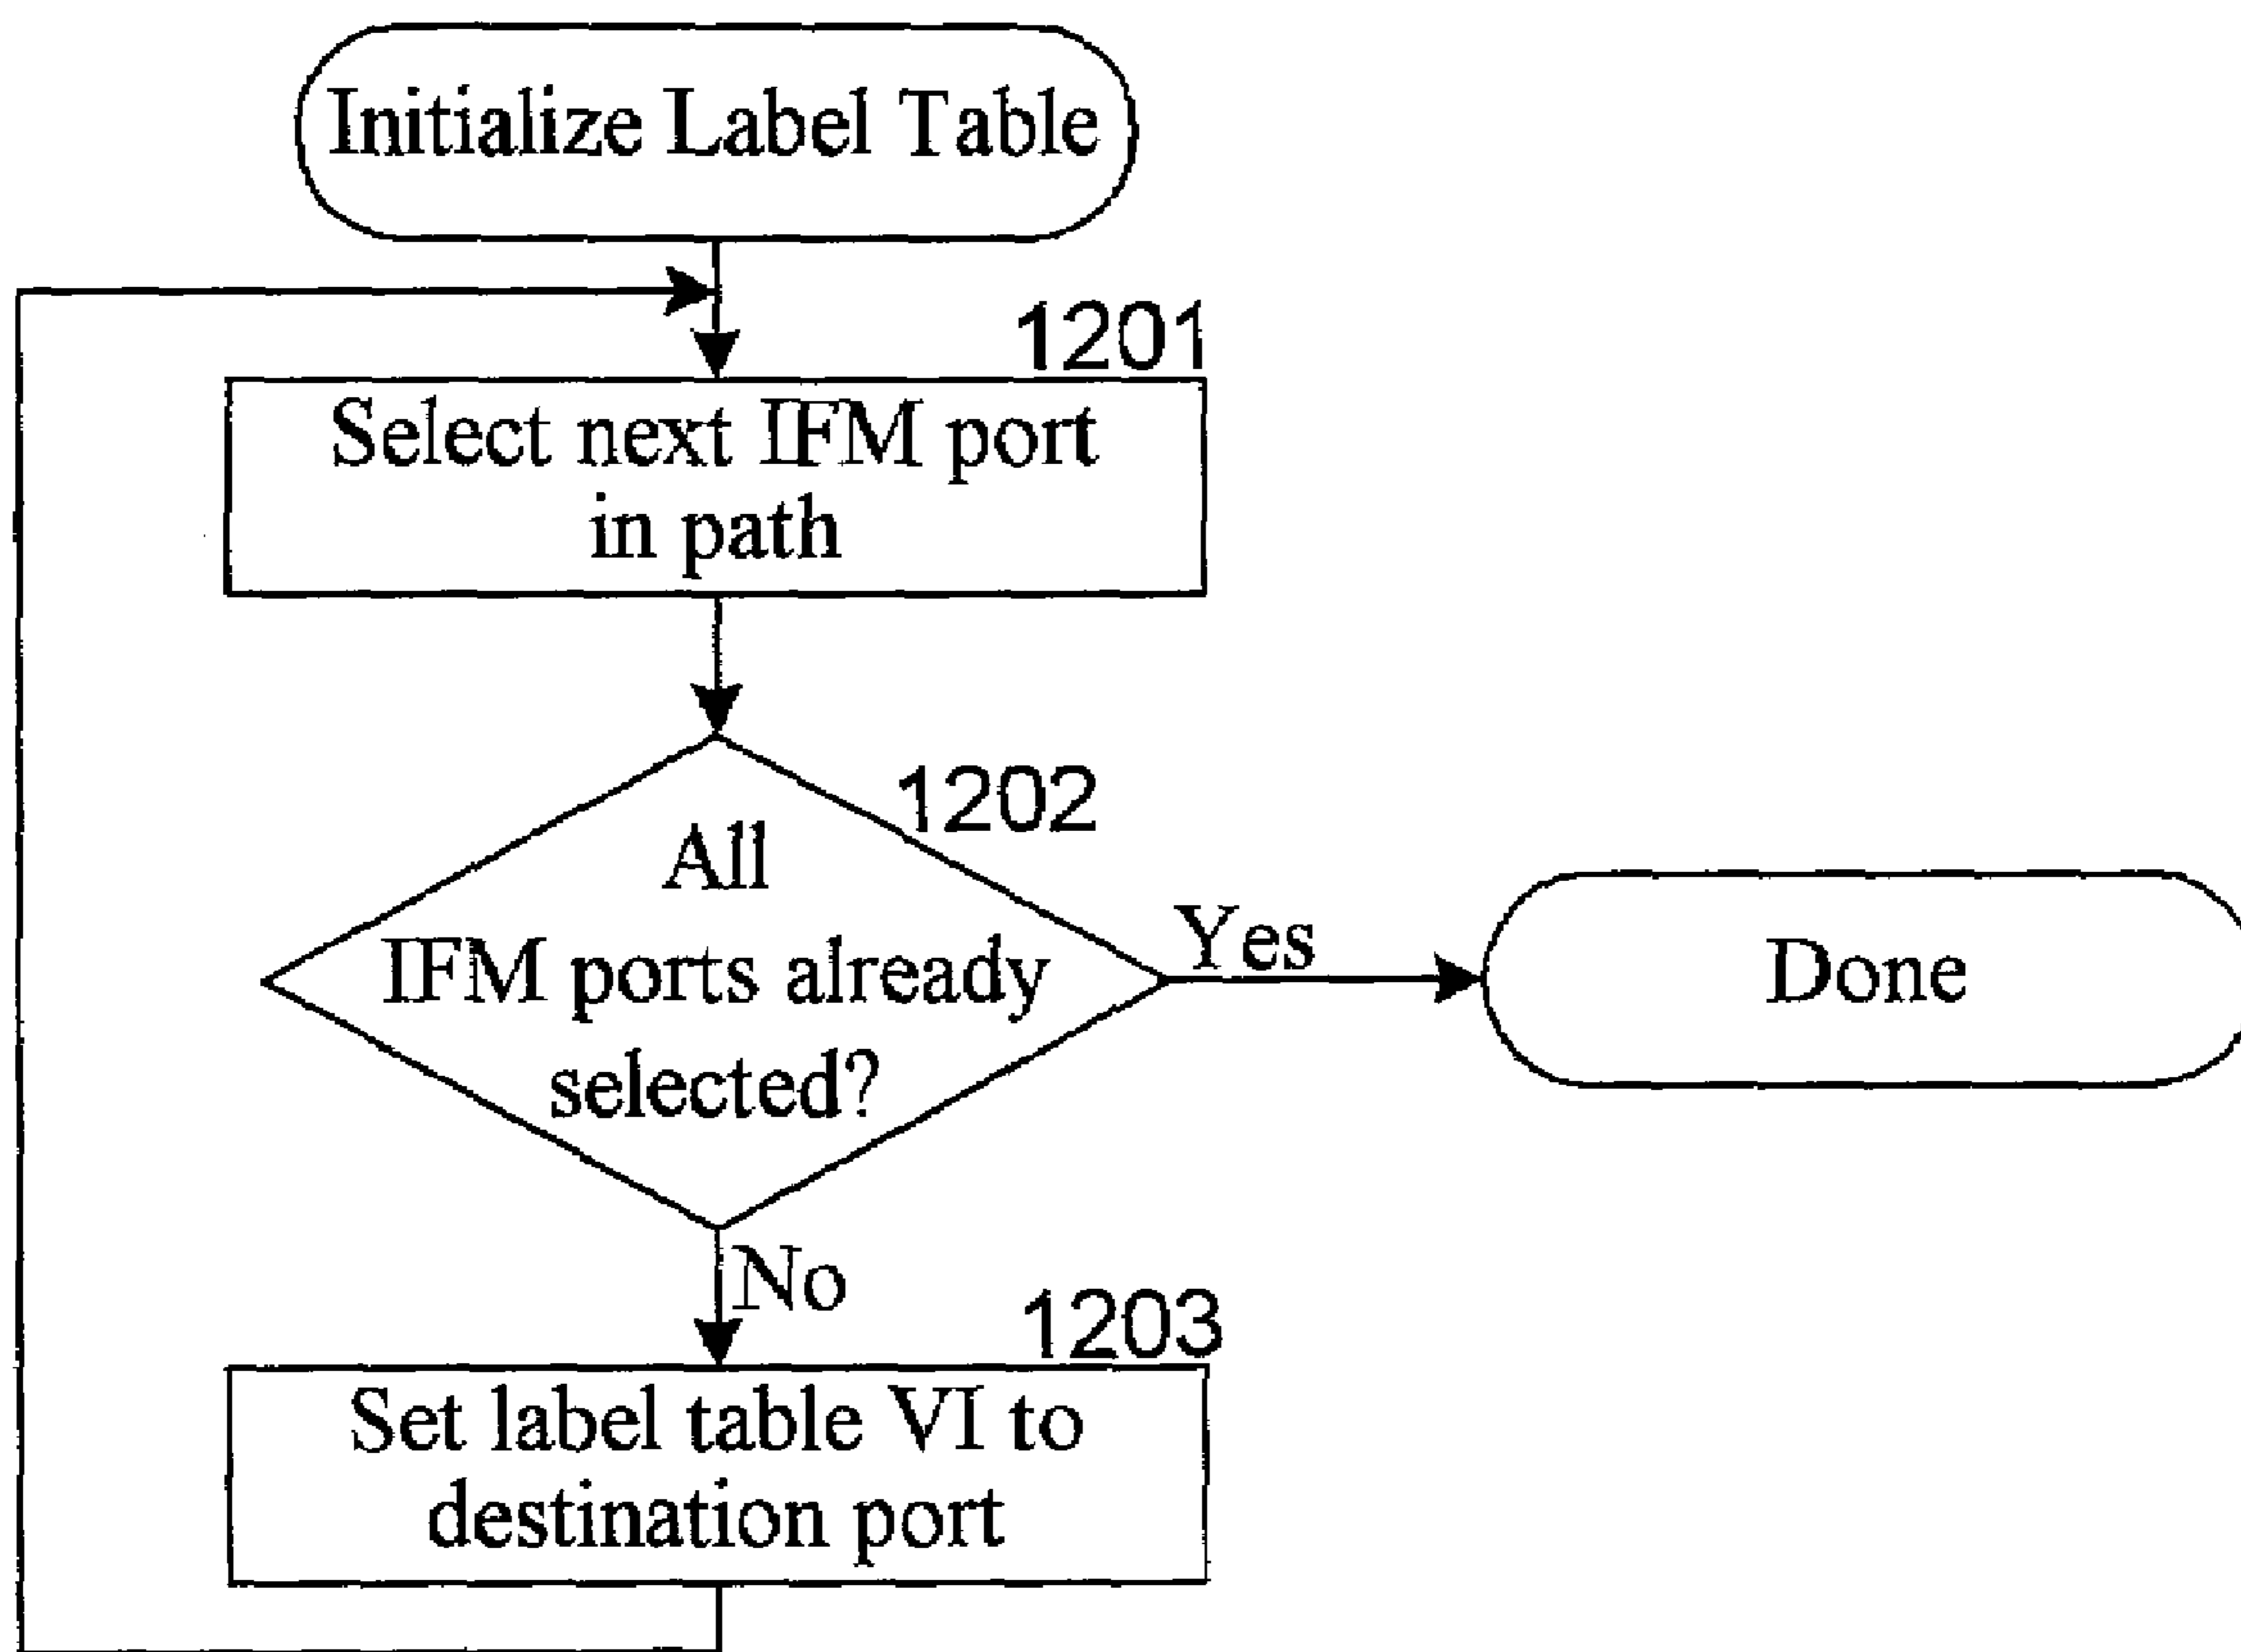 Initialize Label Table
1201
Select next IFM port
in path
1202
All
IFM ports already
selected?
Yes
Done
No
1203
Set label table VI to
destination port